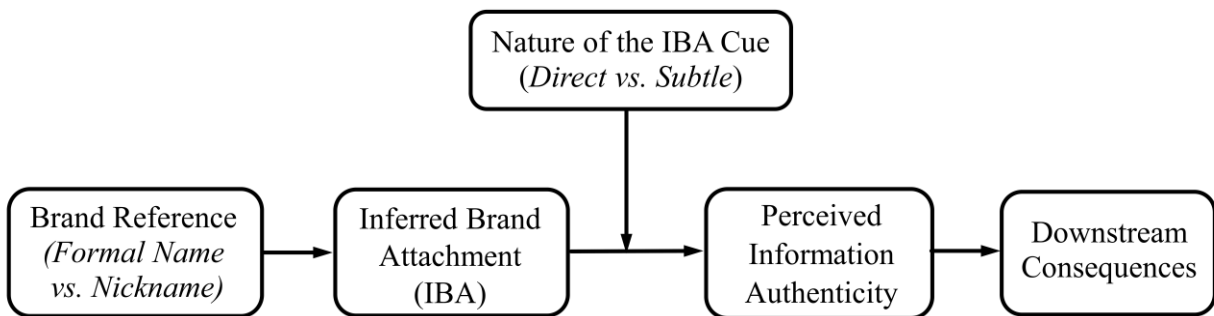 Nature of the IBA Cue
(Direct vs. Subtle)
Brand Reference
(Formal Name
vs. Nickname)
Inferred Brand
Attachment
(IBA)
Perceived
Information
Authenticity
Downstream
Consequences